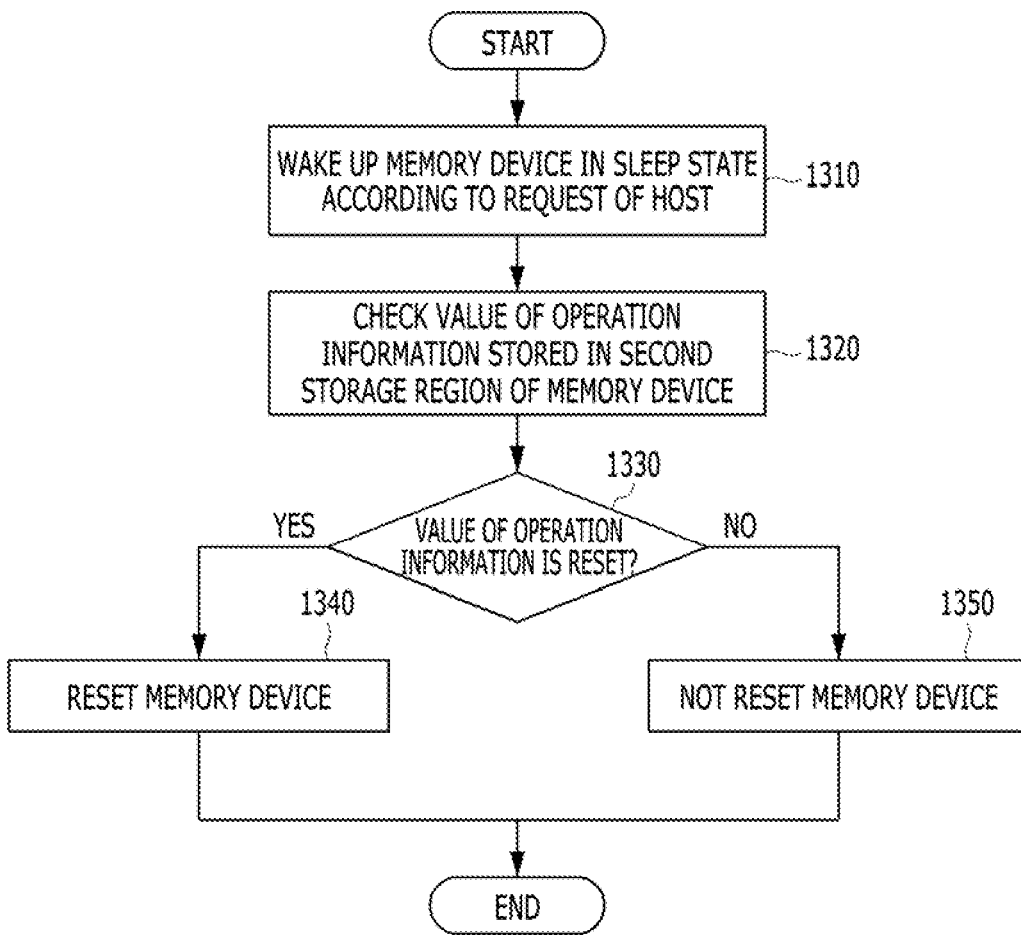 START
WAKE UP MEMORY DEVICE IN SLEEP STATE
ACCORDING TO REQUEST OF HOST
1310
CHECK VALUE OF OPERATION
INFORMATION STORED IN SECOND
STORAGE REGION OF MEMORY DEVICE
1320
1330
VALUE OF OPERATION
INFORMATION IS RESET?
YES
NO
1340
RESET MEMORY DEVICE
1350
NOT RESET MEMORY DEVICE
END